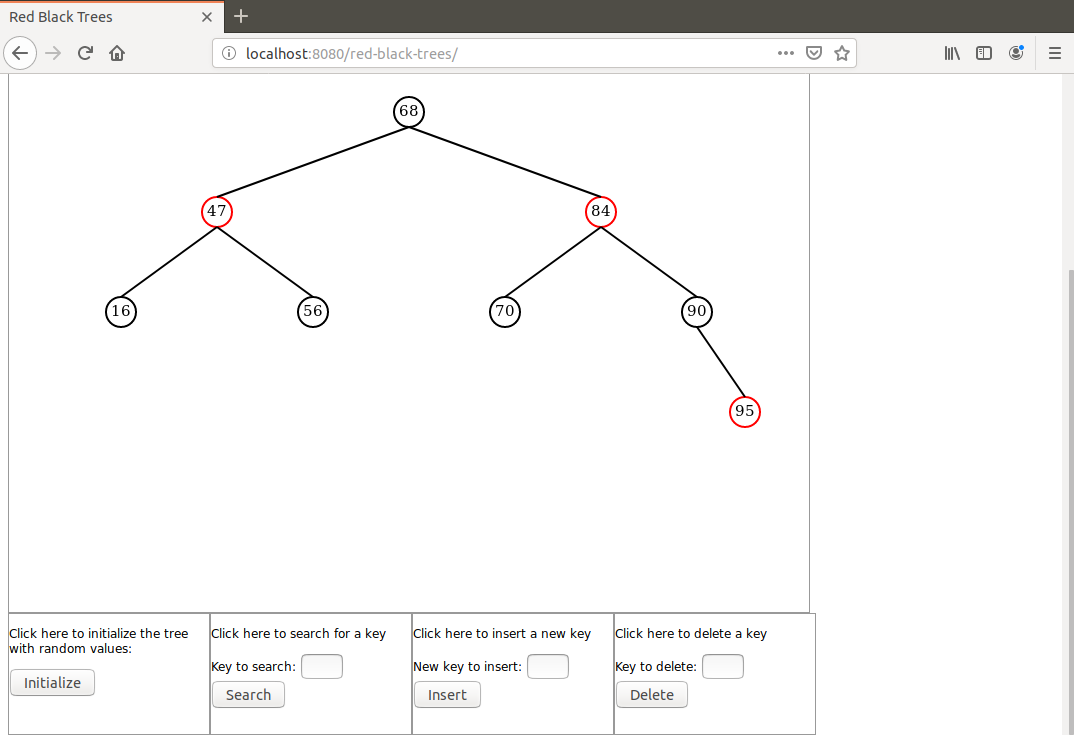 Red Black Trees
localhost:8080/red-black-trees/
68
47
84
16
56
70
90
95
Click here to initialize the tree
with random values:
Initialize
Click here to search for a key
Key to search:
Search
Click here to insert a new key
New key to insert:
Insert
Click here to delete a key
Key to delete:
Delete